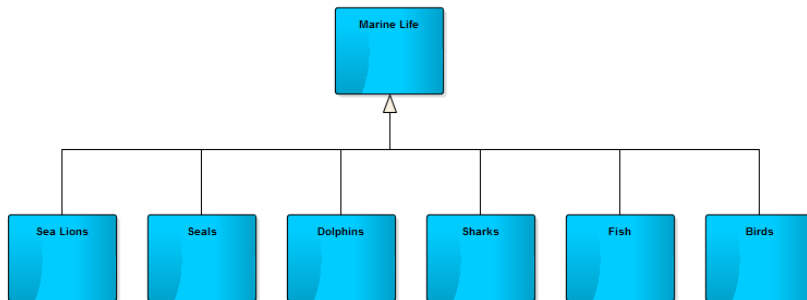 Marine Life
Sea Lions
Seals
Dolphins
Sharks
Fish
Birds